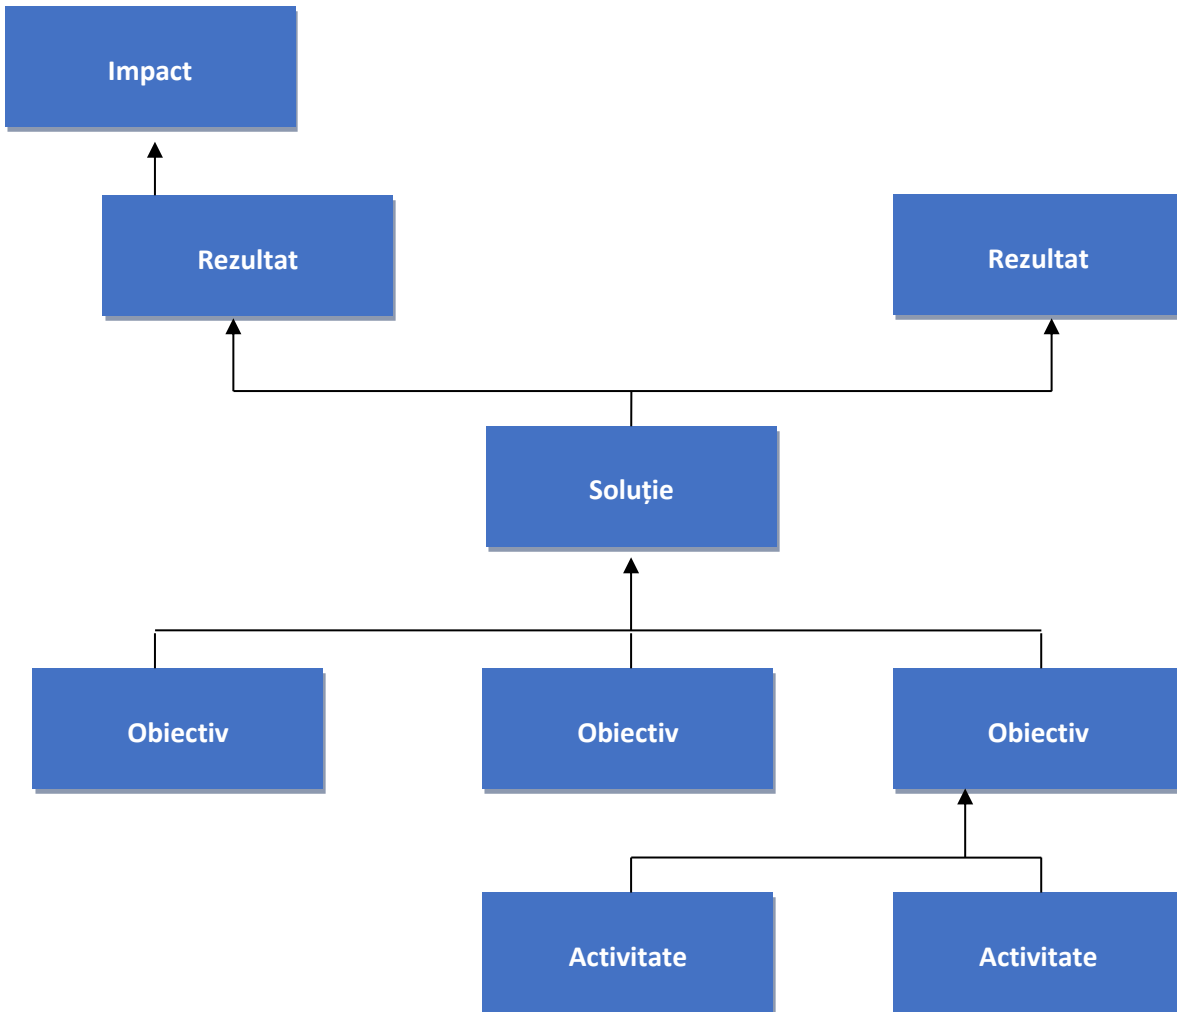 Impact
Rezultat
Rezultat
Soluție
Obiectiv
Obiectiv
Obiectiv
Activitate
Activitate